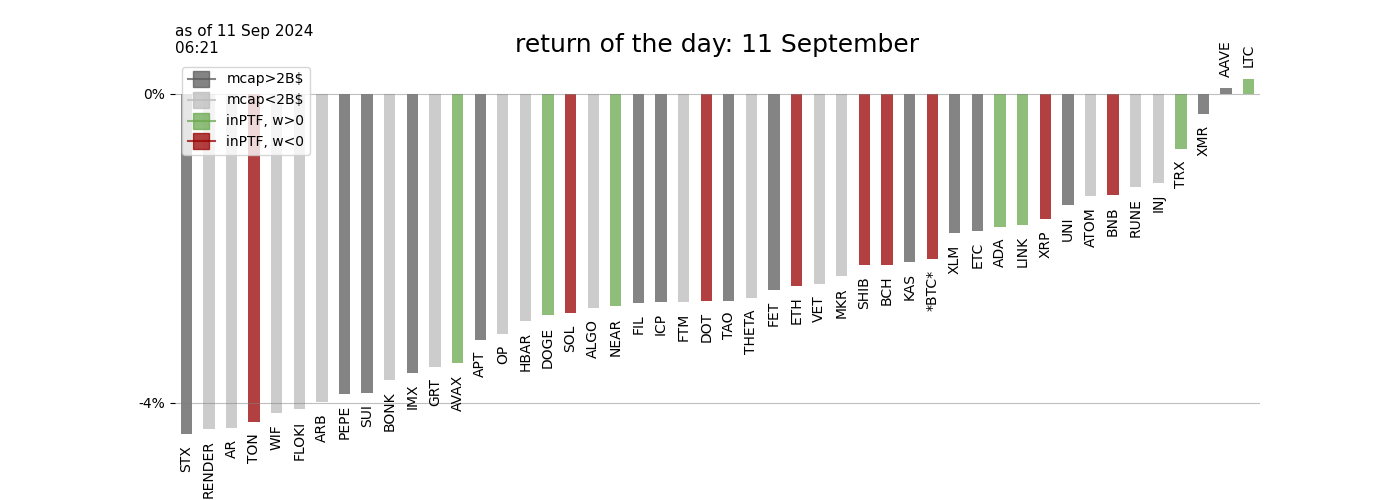 as of 11 Sep 2024
06:21
return of the day: 11 September
mcap>2B$
mcap<2B$
inPTF, w>0
inPTF, w<0
0%
-4%
STX
RENDER
AR
TON
WIF
FLOKI
ARB
PEPE
SUI
BONK
IMX
GRT
AVAX
APT
OP
HBAR
DOGE
SOL
ALGO
NEAR
FIL
ICP
FTM
DOT
TAO
THETA
FET
ETH
VET
MKR
SHIB
BCH
KAS
*BTC*
XLM
ETC
ADA
LINK
XRP
UNI
ATOM
BNB
RUNE
INJ
TRX
XMR
AAVE
LTC